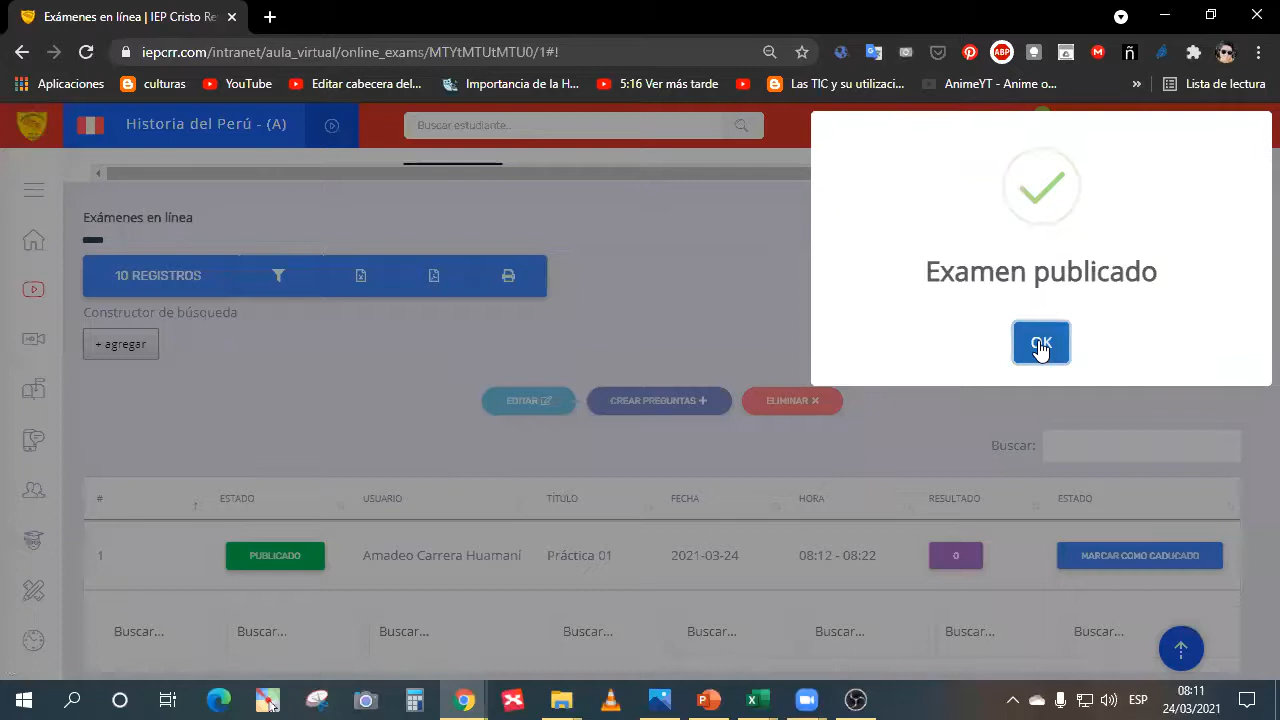 Exámenes en línea | IEP Cristo Re
iepcrr.com/intranet/aula_virtual/online_exams/MTYtMTUtMTU0/1#!
ABP
ñ
Aplicaciones
culturas
YouTube
Editar cabecera del...
Importancia de la H...
5:16 Ver más tarde
Las TIC y su utilizaci...
AnimeYT - Anime o...
»
Lista de lectura
Historia del Perú - (A)
Buscar estudiante..
Examen publicado
OK
Exámenes en línea
10 REGISTROS
Constructor de búsqueda
+ agregar
EDITAR
CREAR PREGUNTAS +
ELIMINAR ×
Buscar:
# ESTADO USUARIO TÍTULO FECHA HORA RESULTADO ESTADO
1 PUBLICADO Amadeo Carrera Huamaní Práctica 01 2021-03-24 08:12 - 08:22 0 MARCAR COMO CADUCADO
Buscar... Buscar... Buscar... Buscar... Buscar... Buscar... Buscar... Buscar...
ESP
08:11
24/03/2021